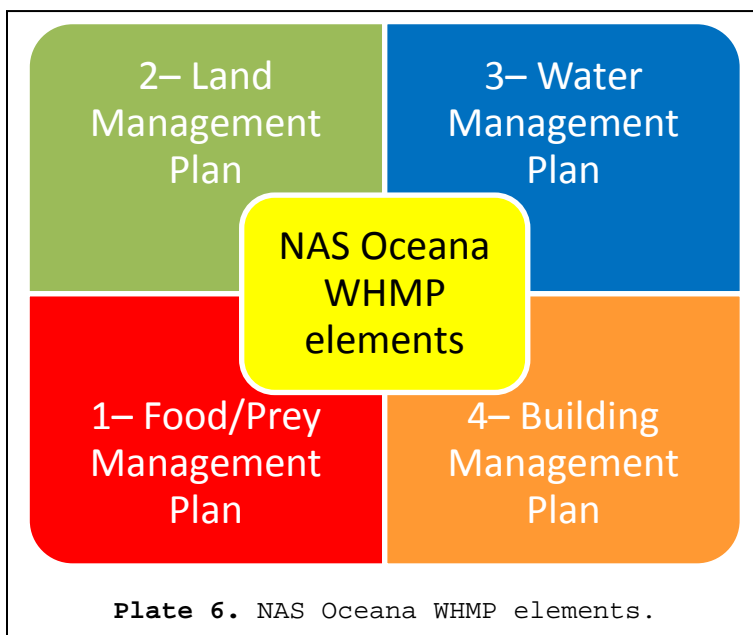 2– Land
Management
Plan
3– Water
Management
Plan
NAS Oceana
WHMP
elements
1– Food/Prey
Management
Plan
4– Building
Management
Plan
Plate 6. NAS Oceana WHMP elements.